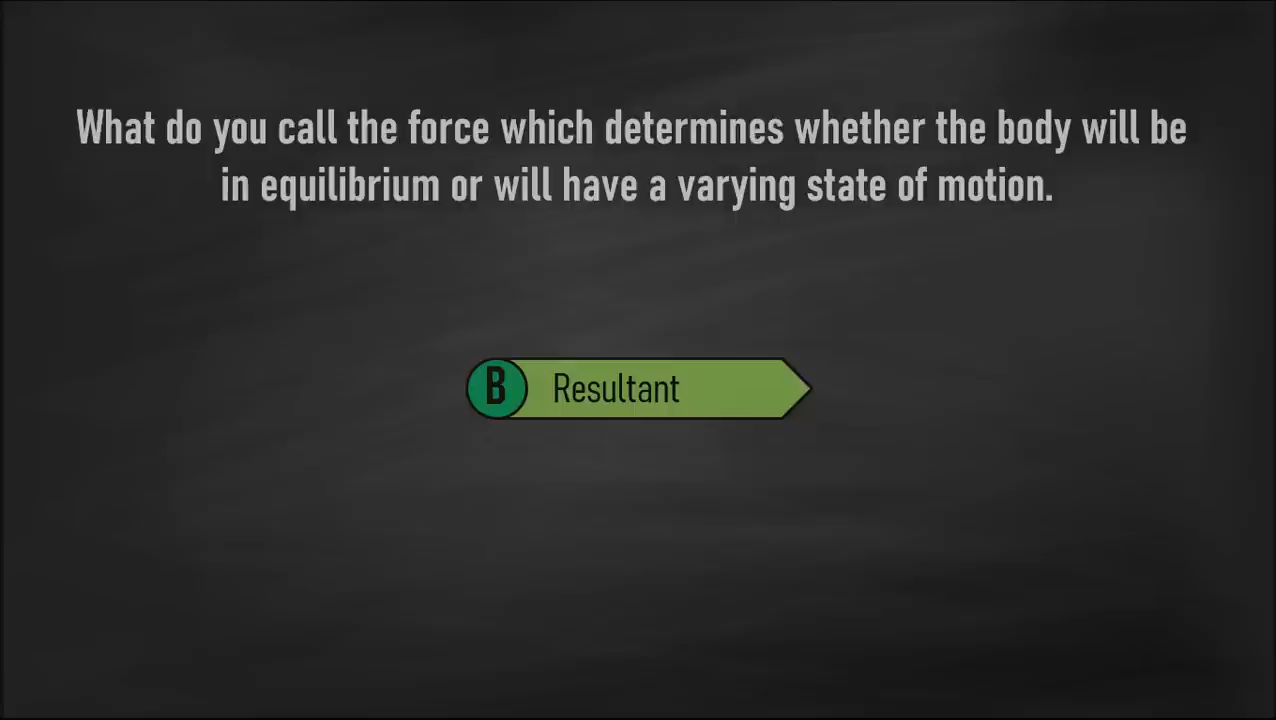 What do you call the force which determines whether the body will be
in equilibrium or will have a varying state of motion.
B Resultant